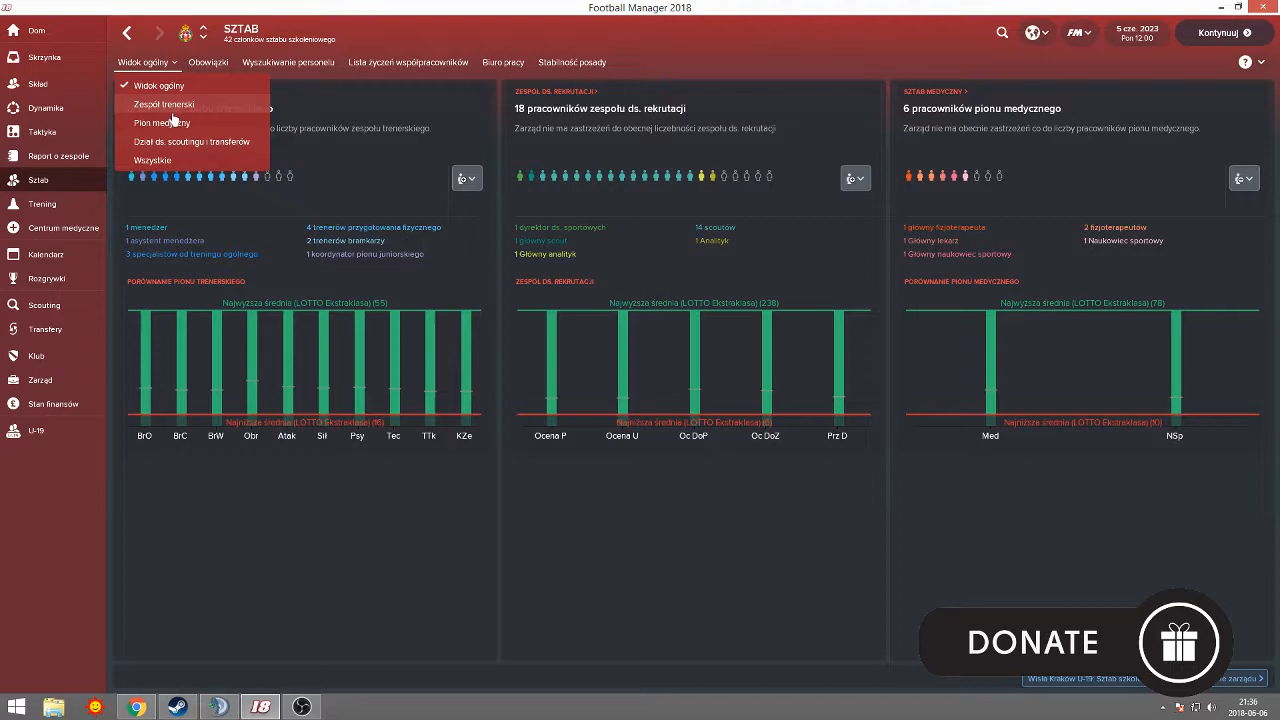 Football Manager 2018
Dom
Skrzynka
Skład
Dynamika
Taktyka
Raport o zespole
Sztab
Trening
Centrum medyczne
Kalendarz
Rozgrywki
Scouting
Transfery
Klub
Zarząd
Stan finansów
U-19
SZTAB
42 członków sztabu szkoleniowego
FM
5 cze. 2023
Pon 12:00
Kontynuuj
Widok ogólny
Obowiązki
Wyszukiwanie personelu
Lista życzeń współpracowników
Biuro pracy
Stabilność posady
Widok ogólny
Zespół trenerski
Pion medyczny
Dział ds. scoutingu i transferów
Wszystkie
do liczby pracowników zespołu trenerskiego.
1 menedżer
1 asystent menedżera
3 specjalistów od treningu ogólnego
4 trenerów przygotowania fizycznego
2 trenerów bramkarzy
1 koordynator pionu juniorskiego
PORÓWNANIE PIONU TRENERSKIEGO
Najwyższa średnia (LOTTO Ekstraklasa) (55)
Najniższa średnia (LOTTO Ekstraklasa) (16)
BrO BrC BrW Obr Atak Sił Psy Tec TTk KZe
ZESPÓŁ DS. REKRUTACJI >
18 pracowników zespołu ds. rekrutacji
Zarząd nie ma obecnie zastrzeżeń co do obecnej liczebności zespołu ds. rekrutacji
1 dyrektor ds. sportowych
1 główny scout
1 Główny analityk
14 scoutów
1 Analityk
ZESPÓŁ DS. REKRUTACJI
Najwyższa średnia (LOTTO Ekstraklasa) (238)
Najniższa średnia (LOTTO Ekstraklasa)
Ocena P Ocena U Oc DoP Oc DoZ Prz D
SZTAB MEDYCZNY >
6 pracowników pionu medycznego
Zarząd nie ma obecnie zastrzeżeń co do liczby pracowników pionu medycznego.
1 główny fizjoterapeuta
1 Główny lekarz
1 Główny naukowiec sportowy
2 fizjoterapeutów
1 Naukowiec sportowy
PORÓWNANIE PIONU MEDYCZNEGO
Najwyższa średnia (LOTTO Ekstraklasa) (78)
Najniższa średnia (LOTTO Ekstraklasa) (10)
Med NSp
DONATE
Wisła Kraków U-19: Sztab
zarządu
18
21:36
2018-06-06